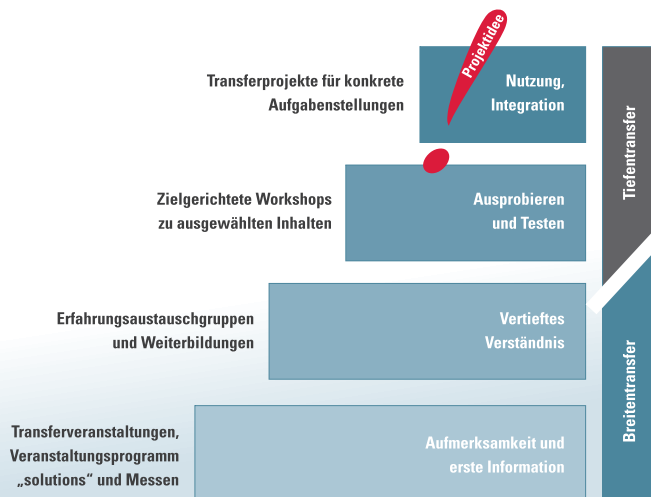 Projektidee
Transferprojekte für konkrete
Aufgabenstellungen
Nutzung,
Integration
Zielgerichtete Workshops
zu ausgewählten Inhalten
Ausprobieren
und Testen
Tiefentransfer
Erfahrungsaustauschgruppen
und Weiterbildungen
Vertieftes
Verständnis
Breitentransfer
Transferveranstaltungen,
Veranstaltungsprogramm
„solutions“ und Messen
Aufmerksamkeit und
erste Information